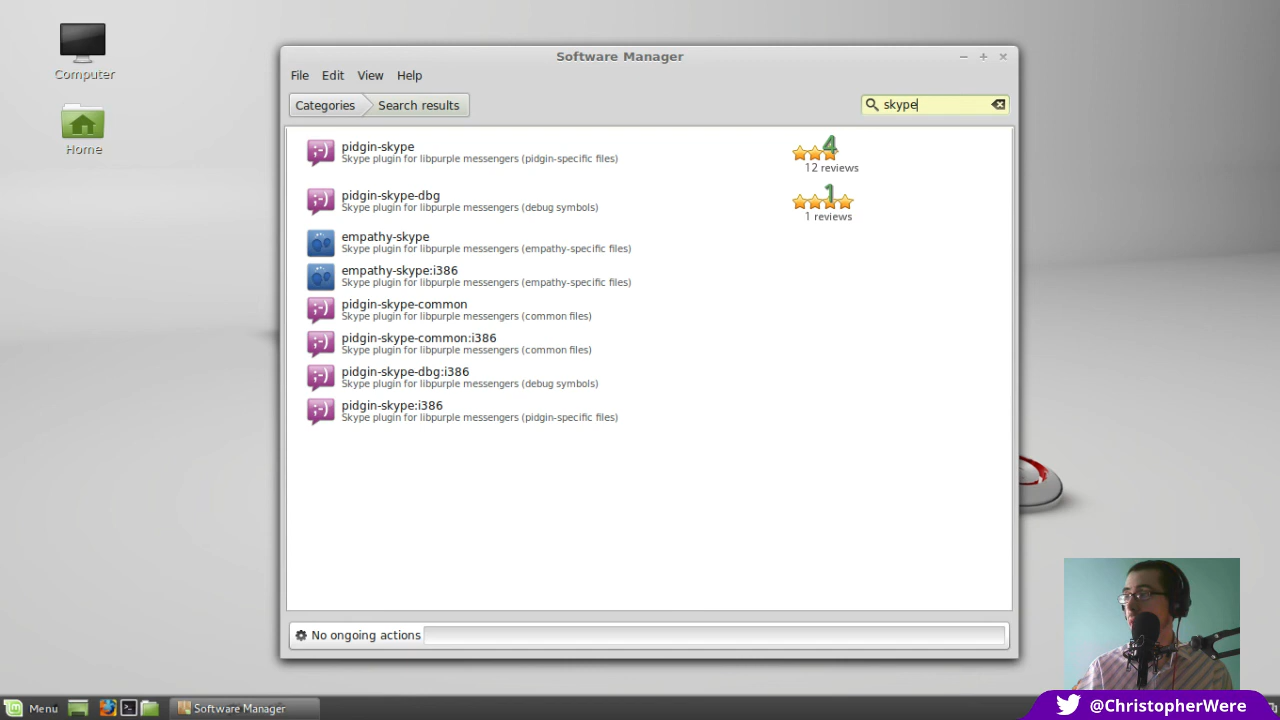 Computer
Home
Software Manager
File Edit View Help
Categories Search results
skype
pidgin-skype
Skype plugin for libpurple messengers (pidgin-specific files)
4
12 reviews
pidgin-skype-dbg
Skype plugin for libpurple messengers (debug symbols)
1
1 reviews
empathy-skype
Skype plugin for libpurple messengers (empathy-specific files)
empathy-skype:i386
Skype plugin for libpurple messengers (empathy-specific files)
pidgin-skype-common
Skype plugin for libpurple messengers (common files)
pidgin-skype-common:i386
Skype plugin for libpurple messengers (common files)
pidgin-skype-dbg:i386
Skype plugin for libpurple messengers (debug symbols)
pidgin-skype:i386
Skype plugin for libpurple messengers (pidgin-specific files)
No ongoing actions
Menu Software Manager
@ChristopherWere